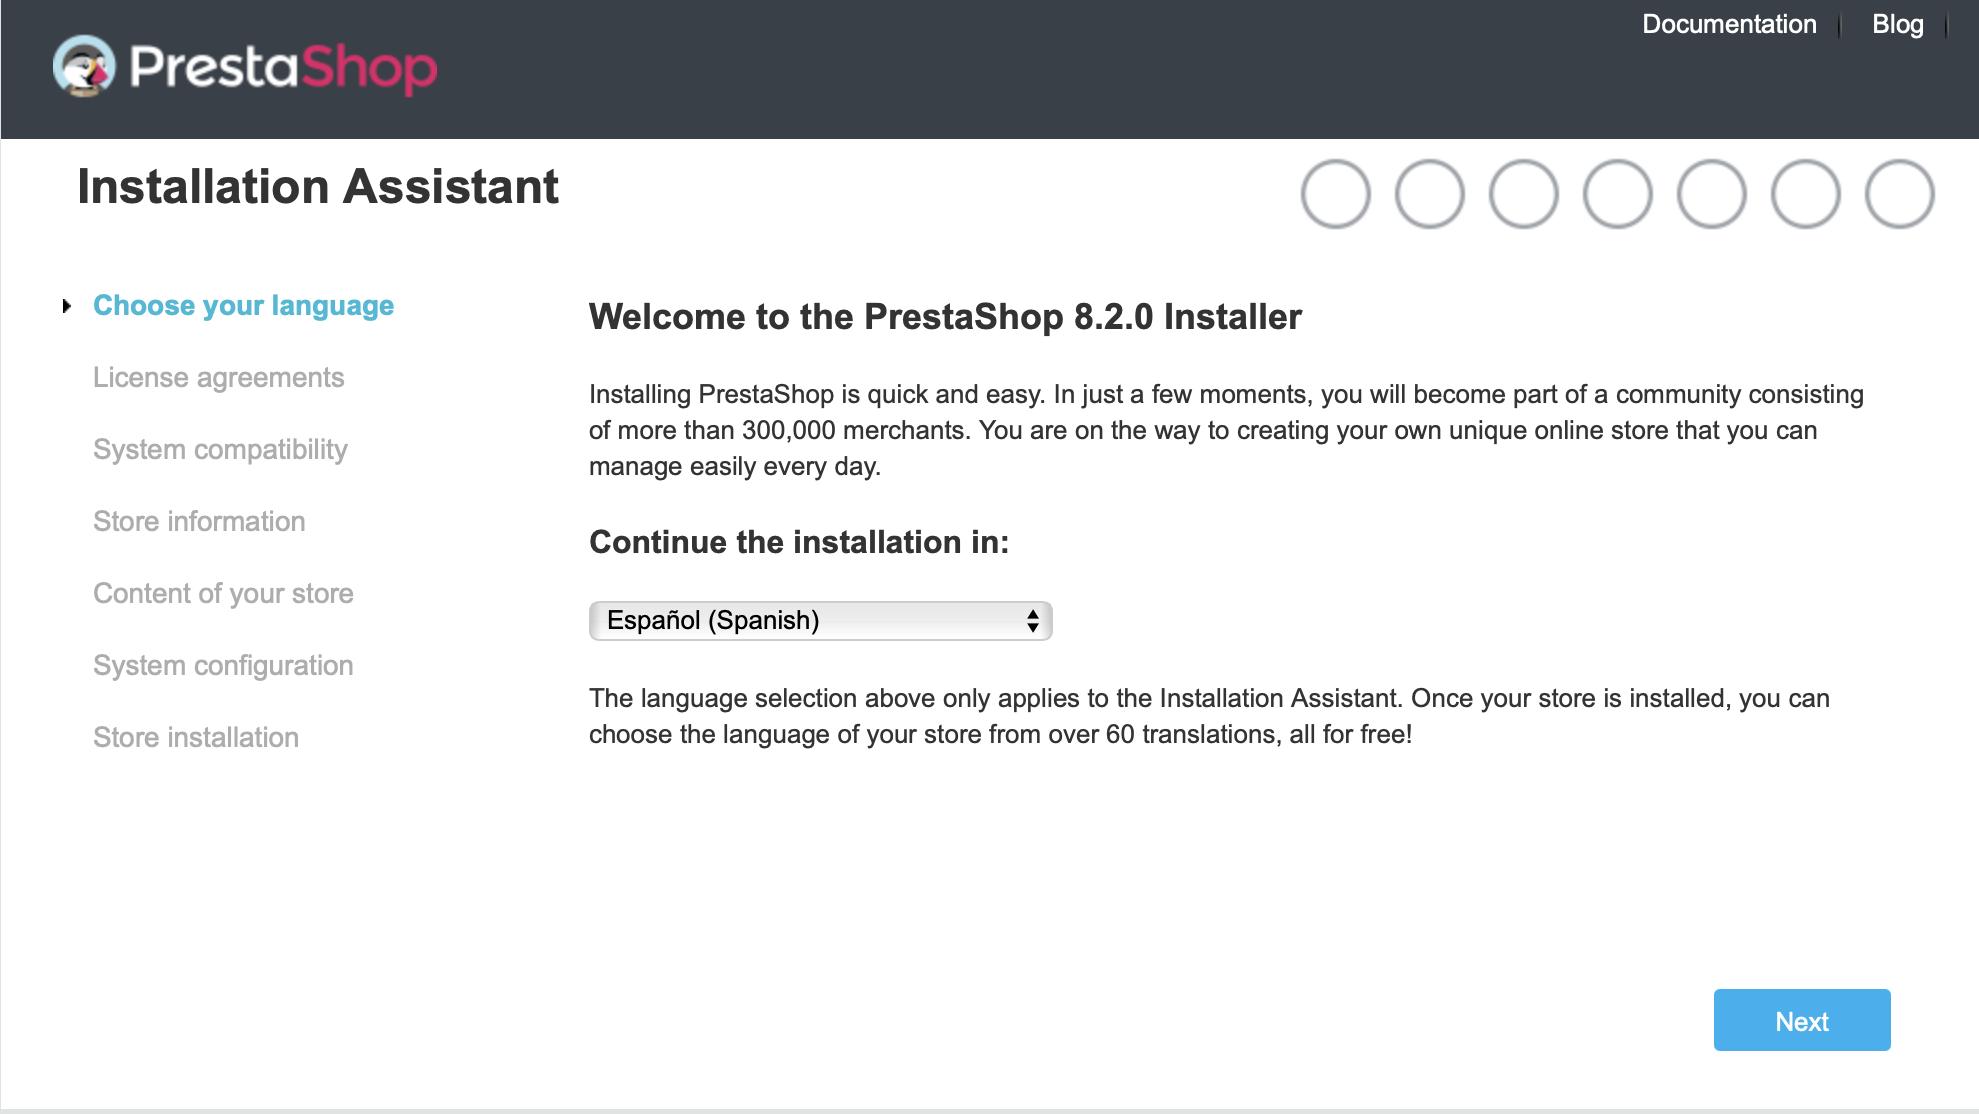 Documentation
Blog
PrestaShop
Installation Assistant
Choose your language
License agreements
System compatibility
Store information
Content of your store
System configuration
Store installation
Welcome to the PrestaShop 8.2.0 Installer
Installing PrestaShop is quick and easy. In just a few moments, you will become part of a community consisting
of more than 300,000 merchants. You are on the way to creating your own unique online store that you can
manage easily every day.
Continue the installation in:
Español (Spanish)
The language selection above only applies to the Installation Assistant. Once your store is installed, you can
choose the language of your store from over 60 translations, all for free!
Next